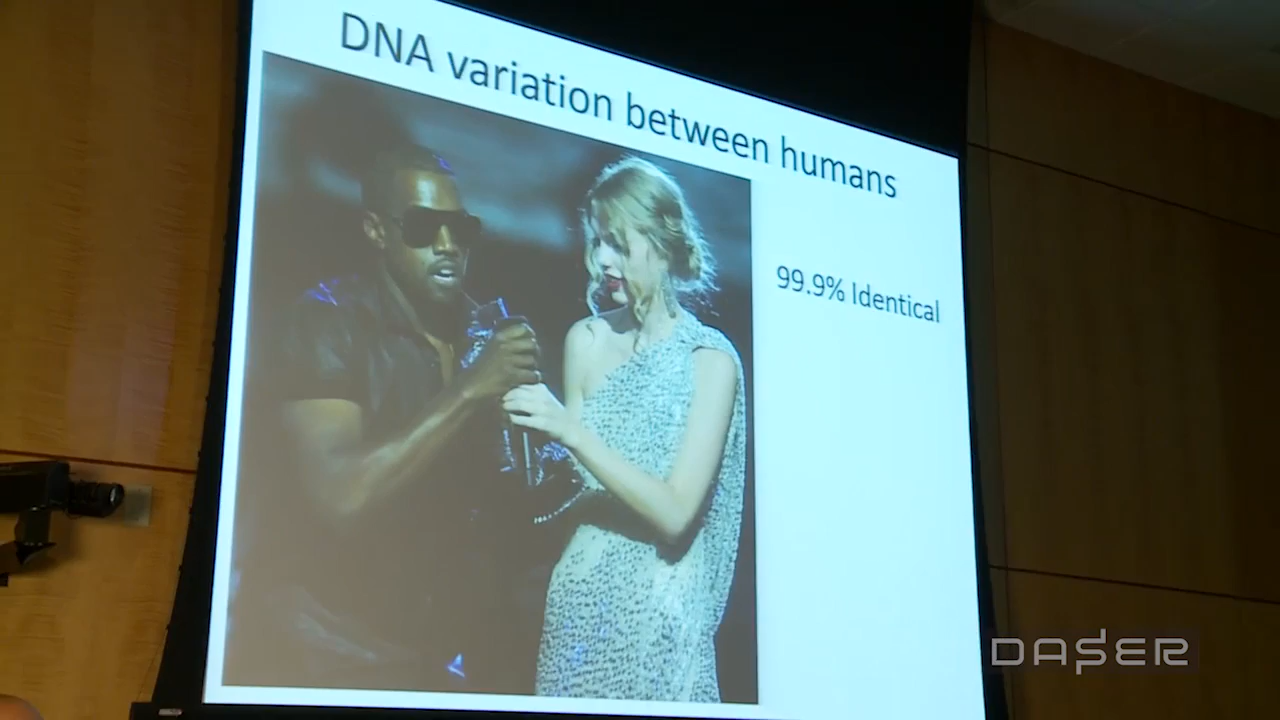 DNA variation between humans
99.9% Identical
DASER